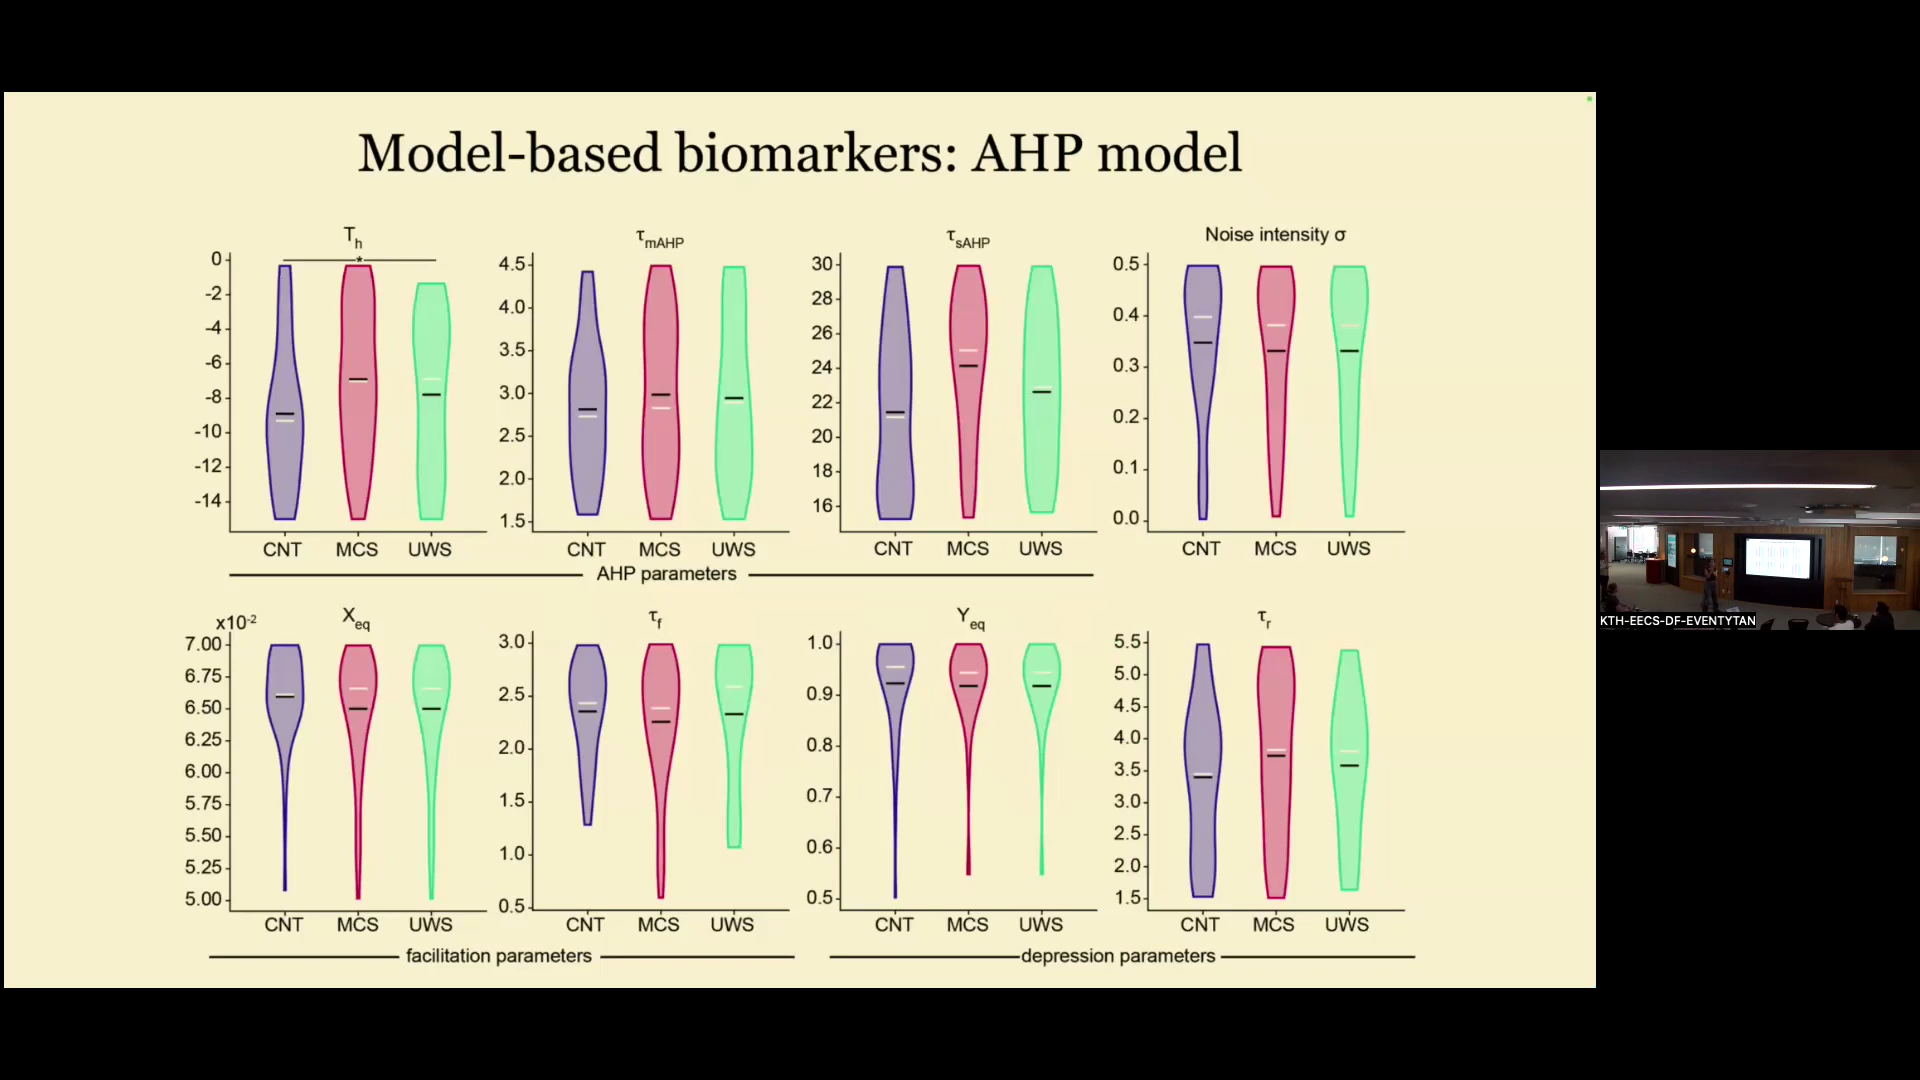 Model-based biomarkers: AHP model
Th
0
-2
-4
-6
-8
-10
-12
-14
*
CNT MCS UWS
τmAHP
4.5
4.0
3.5
3.0
2.5
2.0
1.5
CNT MCS UWS
τsAHP
30
28
26
24
22
20
18
16
CNT MCS UWS
Noise intensity σ
0.5
0.4
0.3
0.2
0.1
0.0
CNT MCS UWS
AHP parameters
x10-2
Xeq
7.00
6.75
6.50
6.25
6.00
5.75
5.50
5.25
5.00
CNT MCS UWS
τf
3.0
2.5
2.0
1.5
1.0
0.5
CNT MCS UWS
Yeq
1.0
0.9
0.8
0.7
0.6
0.5
CNT MCS UWS
τr
5.5
5.0
4.5
4.0
3.5
3.0
2.5
2.0
1.5
CNT MCS UWS
facilitation parameters
depression parameters
KTH-EECS-DF-EVENTYTAN